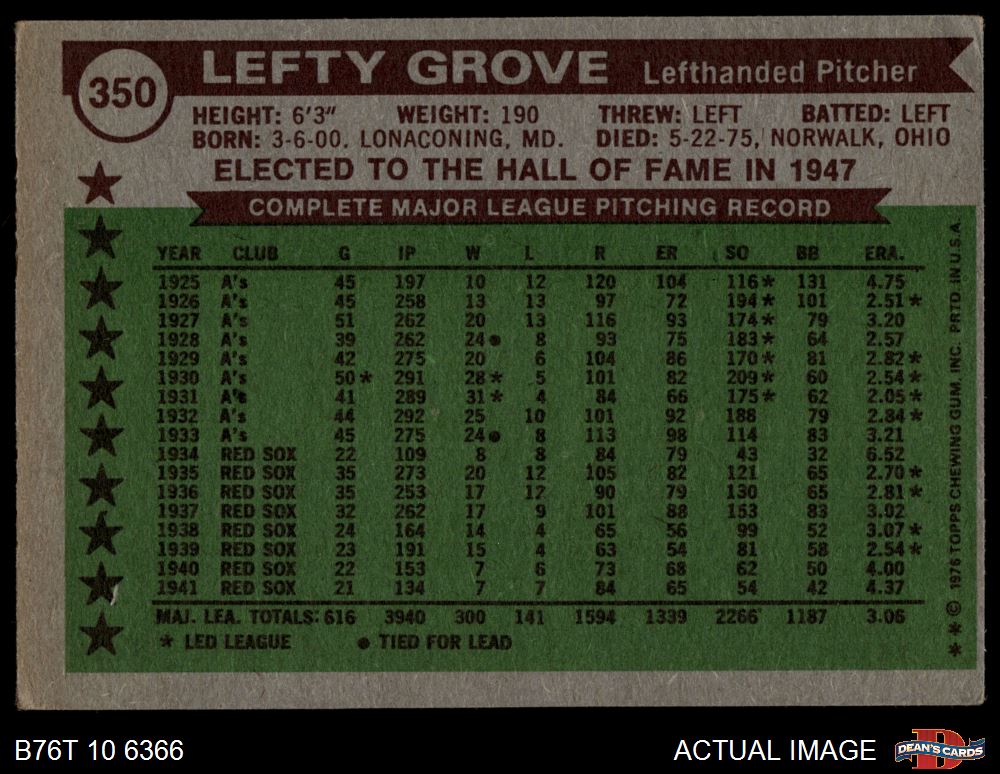 350
LEFTY GROVE Lefthanded Pitcher
HEIGHT: 6'3" WEIGHT: 190 THREW: LEFT BATTED: LEFT
BORN: 3-6-00. LONACONING, MD. DIED: 5-22-75, NORWALK, OHIO
ELECTED TO THE HALL OF FAME IN 1947
COMPLETE MAJOR LEAGUE PITCHING RECORD
YEAR CLUB G IP W L R ER SO BB ERA.
1925 A's 45 197 10 12 120 104 116* 131 4.75
1926 A's 45 258 13 13 97 72 194* 101 2.51*
1927 A's 51 262 20 13 116 93 174* 79 3.20
1928 A's 39 262 24● 8 93 75 183* 64 2.57
1929 A's 42 275 20 6 104 86 170* 81 2.82*
1930 A's 50* 291 28* 5 101 82 209* 60 2.54*
1931 A's 41 289 31* 4 84 66 175* 62 2.05*
1932 A's 44 292 25 10 101 92 188 79 2.84*
1933 A's 45 275 24● 8 113 98 114 83 3.21
1934 RED SOX 22 109 8 8 84 79 43 32 6.52
1935 RED SOX 35 273 20 12 105 82 121 65 2.70*
1936 RED SOX 35 253 17 12 90 79 130 65 2.81*
1937 RED SOX 32 262 17 9 101 88 153 83 3.02
1938 RED SOX 24 164 14 4 65 56 99 52 3.07*
1939 RED SOX 23 191 15 4 63 54 81 58 2.54*
1940 RED SOX 22 153 7 6 73 68 62 50 4.00
1941 RED SOX 21 134 7 7 84 65 54 42 4.37
MAJ. LEA. TOTALS: 616 3940 300 141 1594 1339 2266 1187 3.06
* LED LEAGUE ● TIED FOR LEAD
***© 1976 TOPPS CHEWING GUM, INC. PRTD IN U.S.A.
B76T 10 6366
ACTUAL IMAGE
DEAN'S CARDS